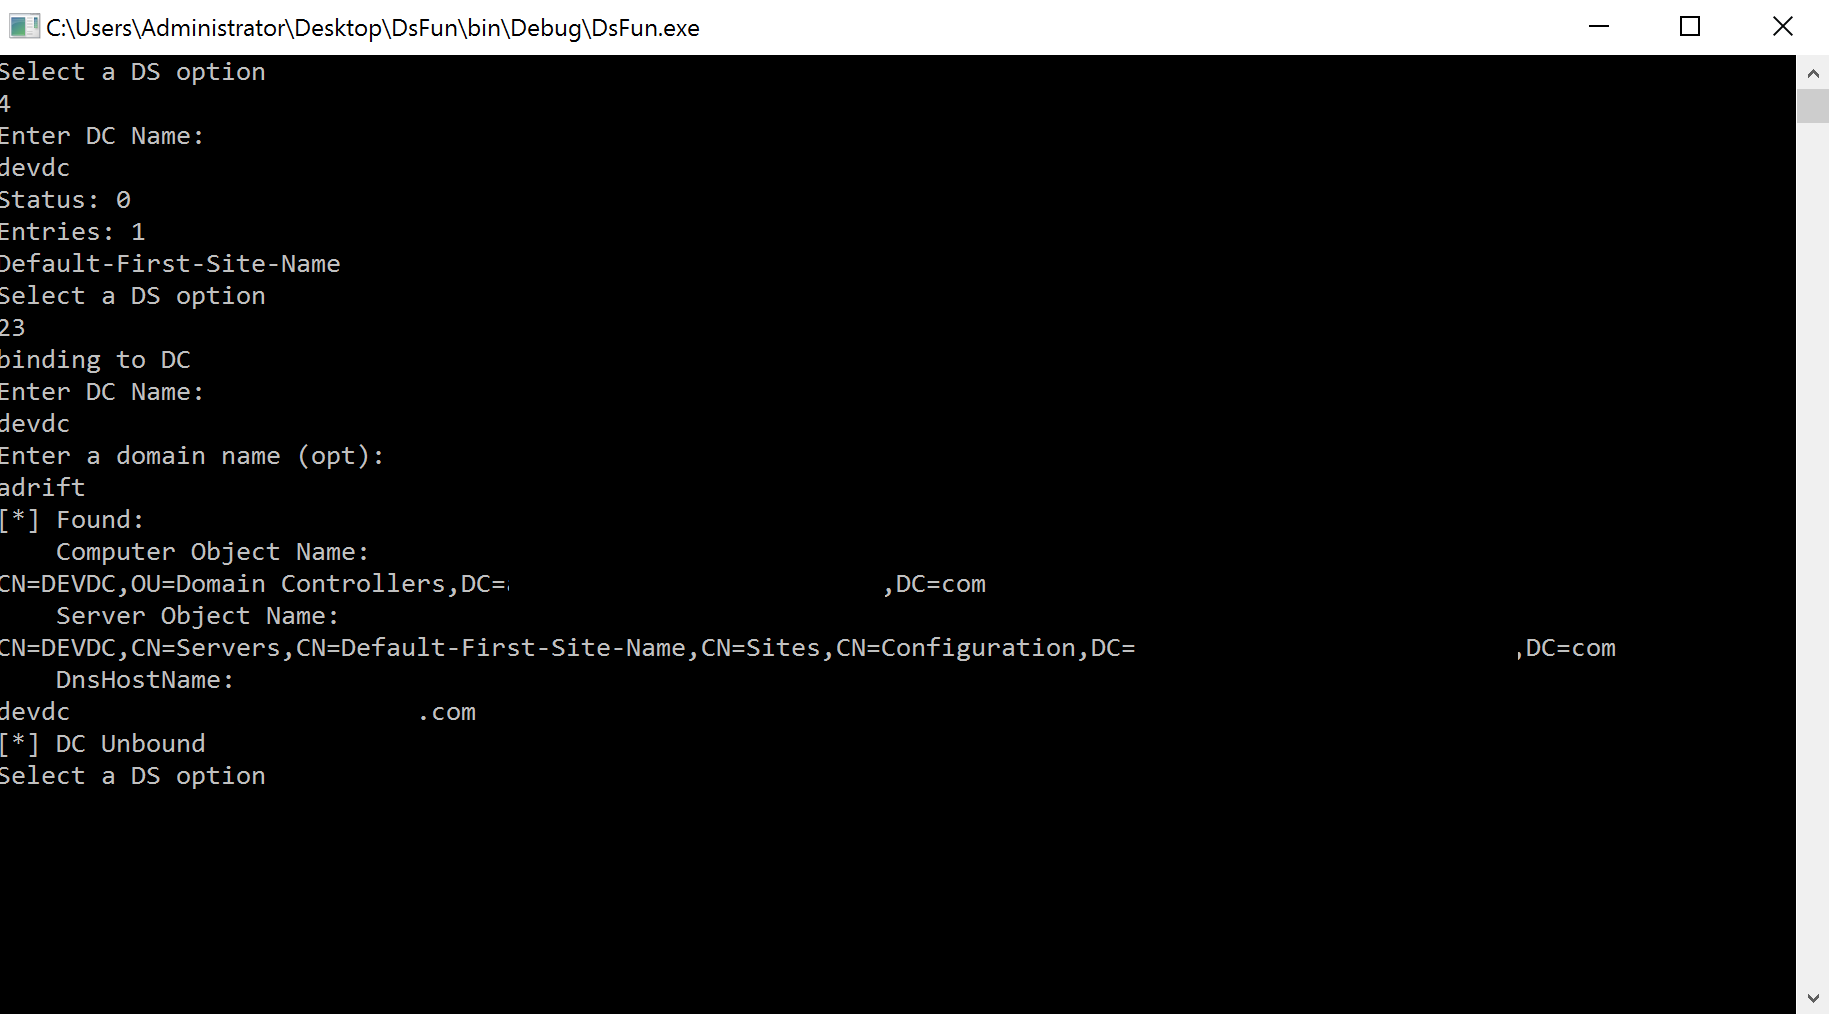 C:\Users\Administrator\Desktop\DsFun\bin\Debug\DsFun.exe
Select a DS option
4
Enter DC Name:
devdc
Status: 0
Entries: 1
Default-First-Site-Name
Select a DS option
23
binding to DC
Enter DC Name:
devdc
Enter a domain name (opt):
adrift
[*] Found:
Computer Object Name:
CN=DEVDC,OU=Domain Controllers,DC= ,DC=com
Server Object Name:
CN=DEVDC,CN=Servers,CN=Default-First-Site-Name,CN=Sites,CN=Configuration,DC= ,DC=com
DnsHostName:
devdc .com
[*] DC Unbound
Select a DS option